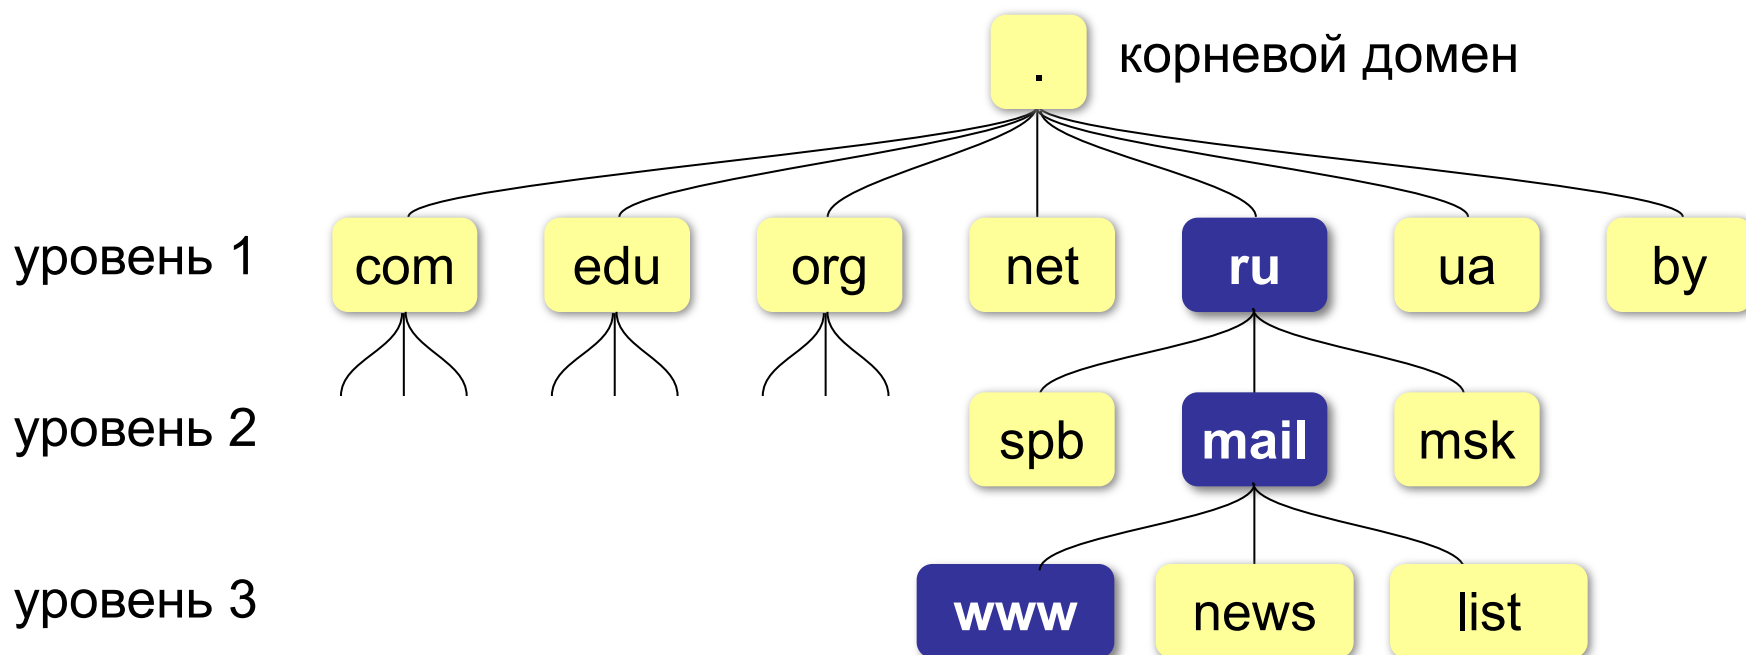 . корневой домен
уровень 1 com edu org net ru ua by
уровень 2 spb mail msk
уровень 3 www news list